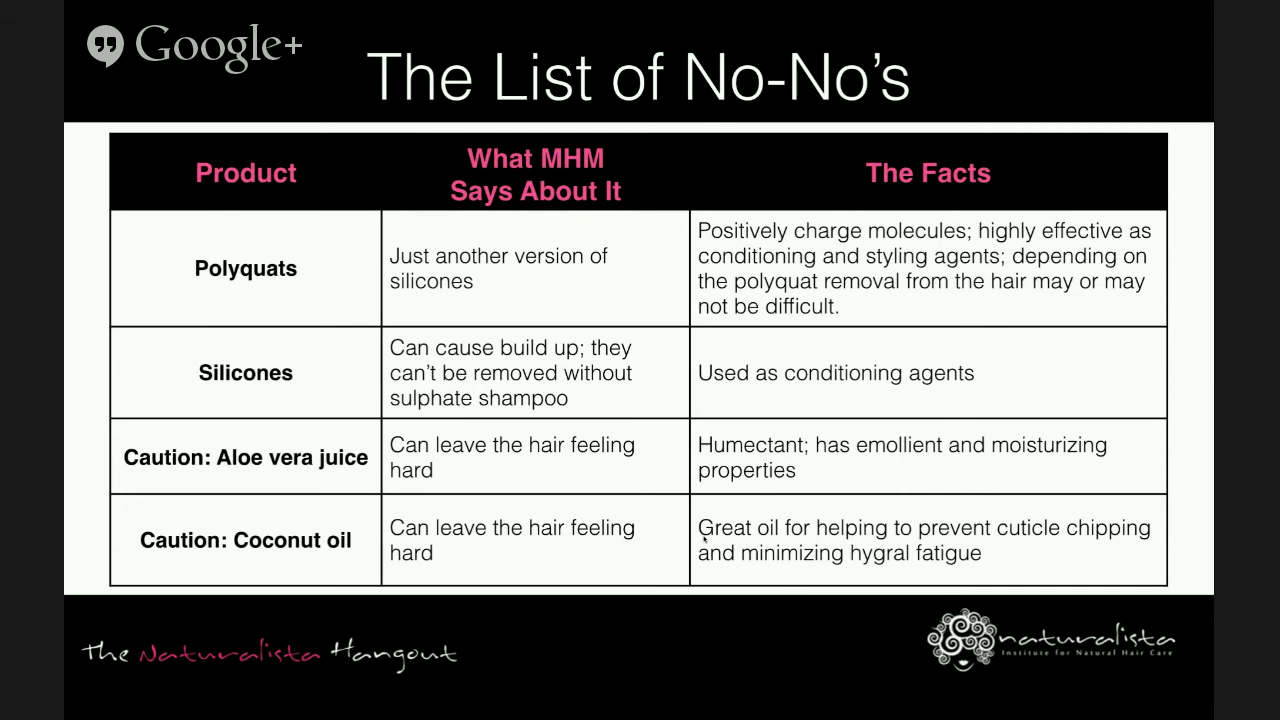 Google+
The List of No-No’s
Product
What MHM
Says About It
The Facts
Polyquats
Just another version of
silicones
Positively charge molecules; highly effective as
conditioning and styling agents; depending on
the polyquat removal from the hair may or may
not be difficult.
Silicones
Can cause build up; they
can’t be removed without
sulphate shampoo
Used as conditioning agents
Caution: Aloe vera juice
Can leave the hair feeling
hard
Humectant; has emollient and moisturizing
properties
Caution: Coconut oil
Can leave the hair feeling
hard
Great oil for helping to prevent cuticle chipping
and minimizing hygral fatigue
The Naturalista Hangout
naturalista
Institute for Natural Hair Care